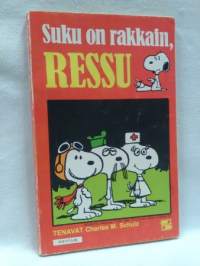 Suku on rakkain,
RESSU
TENAVAT Charles M. Schulz